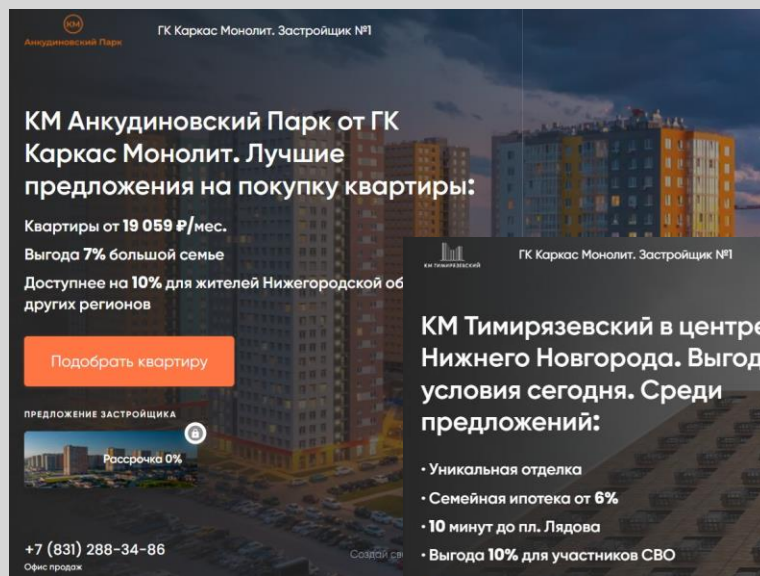 КМ
Анкудиновский Парк
ГК Каркас Монолит. Застройщик №1
КМ Анкудиновский Парк от ГК
Каркас Монолит. Лучшие
предложения на покупку квартиры:
Квартиры от 19 059 ₽/мес.
Выгода 7% большой семье
Доступнее на 10% для жителей Нижегородской об
других регионов
Подобрать квартиру
ПРЕДЛОЖЕНИЕ ЗАСТРОЙЩИКА
Рассрочка 0%
+7 (831) 288-34-86
Офис продаж
Создай св
КМ ТИМИРЯЗЕВСКИЙ
ГК Каркас Монолит. Застройщик №1
КМ Тимирязевский в центре
Нижнего Новгорода. Выгод
условия сегодня. Среди
предложений:
• Уникальная отделка
• Семейная ипотека от 6%
• 10 минут до пл. Лядова
• Выгода 10% для участников СВО